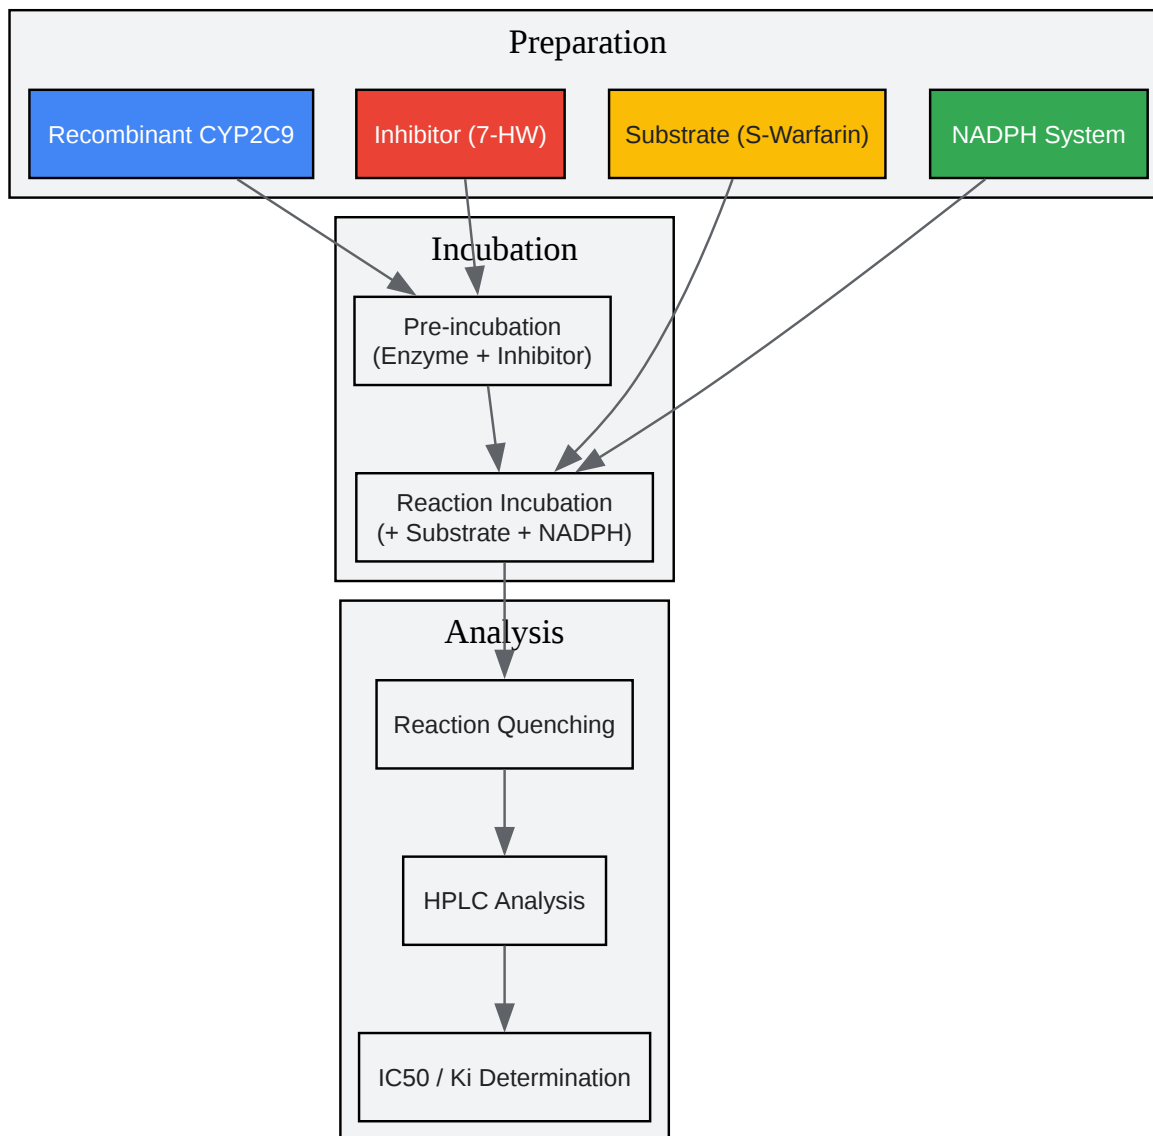 Preparation
Recombinant CYP2C9
Inhibitor (7-HW)
Substrate (S-Warfarin)
NADPH System
Incubation
Pre-incubation
(Enzyme + Inhibitor)
Reaction Incubation
(+ Substrate + NADPH)
Analysis
Reaction Quenching
HPLC Analysis
IC50 / Ki Determination